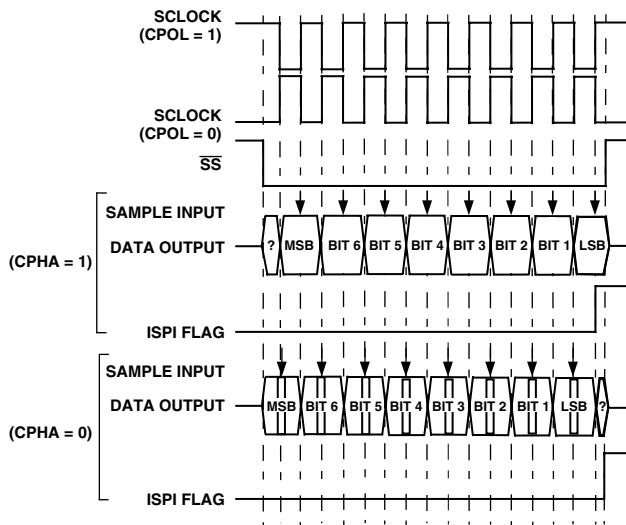 SCLOCK
(CPOL = 1)
SCLOCK
(CPOL = 0)
SS
SAMPLE INPUT
(CPHA = 1)
DATA OUTPUT
? MSB BIT 6 BIT 5 BIT 4 BIT 3 BIT 2 BIT 1 LSB
ISPI FLAG
SAMPLE INPUT
(CPHA = 0)
DATA OUTPUT
MSB BIT 6 BIT 5 BIT 4 BIT 3 BIT 2 BIT 1 LSB ?
ISPI FLAG